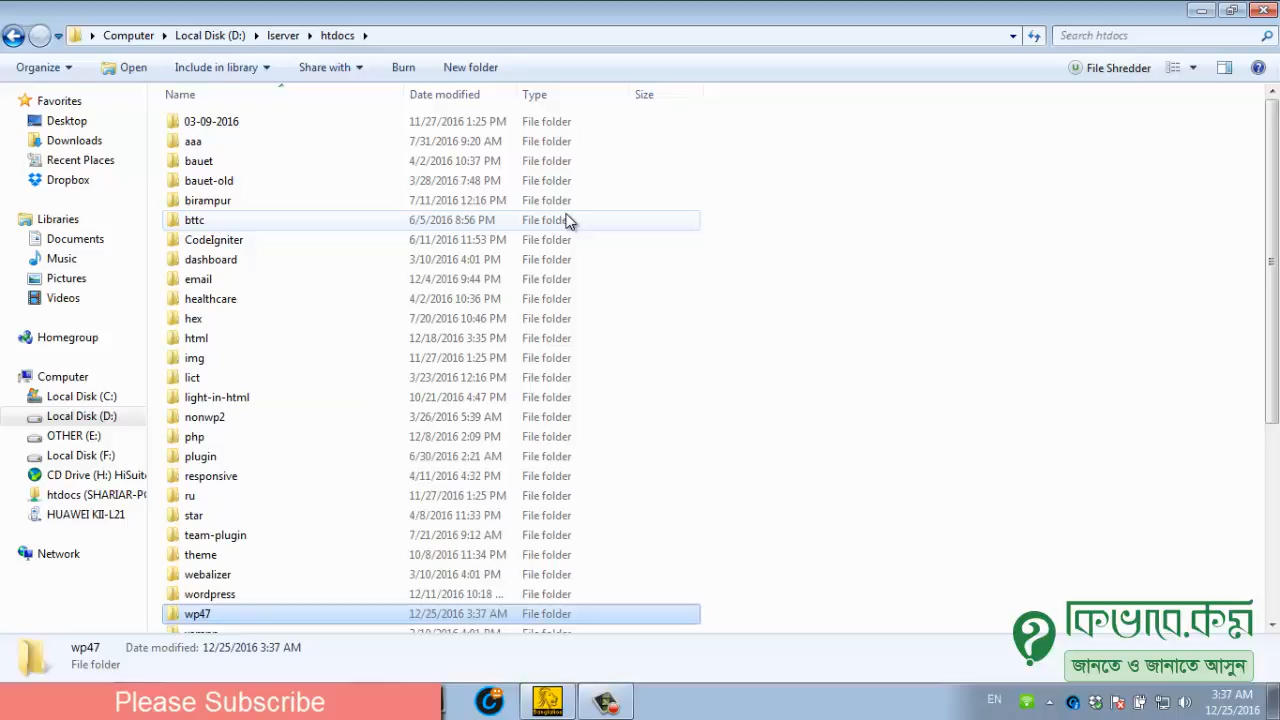 Computer Local Disk (D:) lserver htdocs
Search htdocs
Organize Open Include in library Share with Burn New folder File Shredder
Name Date modified Type Size
Favorites
Desktop
Downloads
Recent Places
Dropbox
Libraries
Documents
Music
Pictures
Videos
Homegroup
Computer
Local Disk (C:)
Local Disk (D:)
OTHER (E:)
Local Disk (F:)
CD Drive (H:) HiSuite
htdocs (SHARIAR-PC
HUAWEI KII-L21
Network
03-09-2016 11/27/2016 1:25 PM File folder
aaa 7/31/2016 9:20 AM File folder
bauet 4/2/2016 10:37 PM File folder
bauet-old 3/28/2016 7:48 PM File folder
birampur 7/11/2016 12:16 PM File folder
bttc 6/5/2016 8:56 PM File folder
CodeIgniter 6/11/2016 11:53 PM File folder
dashboard 3/10/2016 4:01 PM File folder
email 12/4/2016 9:44 PM File folder
healthcare 4/2/2016 10:36 PM File folder
hex 7/20/2016 10:46 PM File folder
html 12/18/2016 3:35 PM File folder
img 11/27/2016 1:25 PM File folder
lict 3/23/2016 12:16 PM File folder
light-in-html 10/21/2016 4:47 PM File folder
nonwp2 3/26/2016 5:39 AM File folder
php 12/8/2016 2:09 PM File folder
plugin 6/30/2016 2:21 AM File folder
responsive 4/11/2016 4:32 PM File folder
ru 11/27/2016 1:25 PM File folder
star 4/8/2016 11:33 PM File folder
team-plugin 7/21/2016 9:12 AM File folder
theme 10/8/2016 11:34 PM File folder
webalizer 3/10/2016 4:01 PM File folder
wordpress 12/11/2016 10:18 ... File folder
wp47 12/25/2016 3:37 AM File folder
wp47 Date modified: 12/25/2016 3:37 AM
File folder
কিভাবে.কম
জানতে ও জানাতে আসুন
Please Subscribe
Banglalion
EN
3:37 AM
12/25/2016